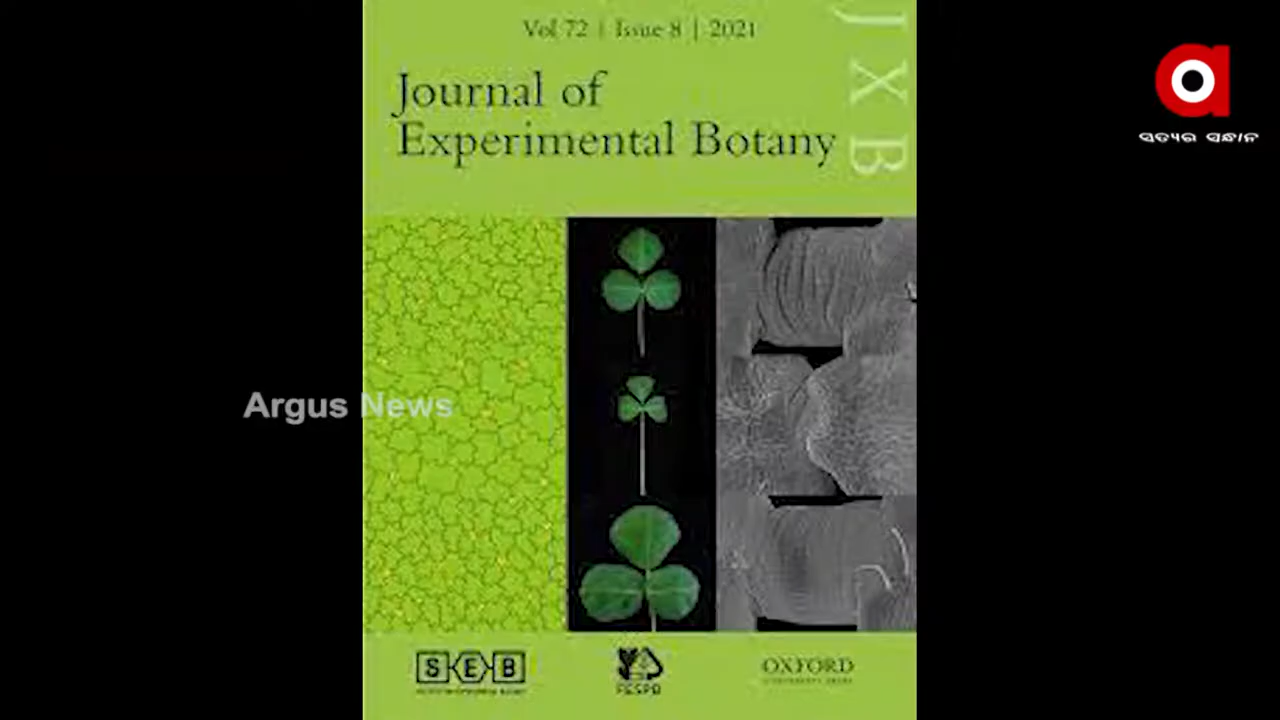 Vol 72 | Issue 8 | 2021
JXB
Journal of
Experimental Botany
ସତ୍ୟର ସନ୍ଧାନ
Argus News
SEB
FESPB
OXFORD